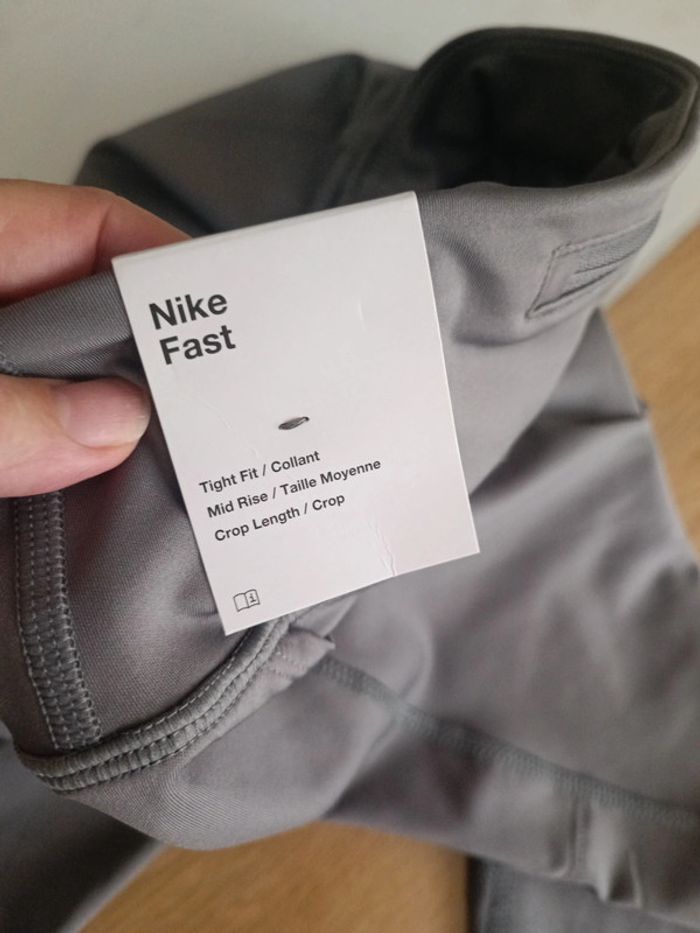 Nike
Fast
Tight Fit / Collant
Mid Rise / Taille Moyenne
Crop Length / Crop
i